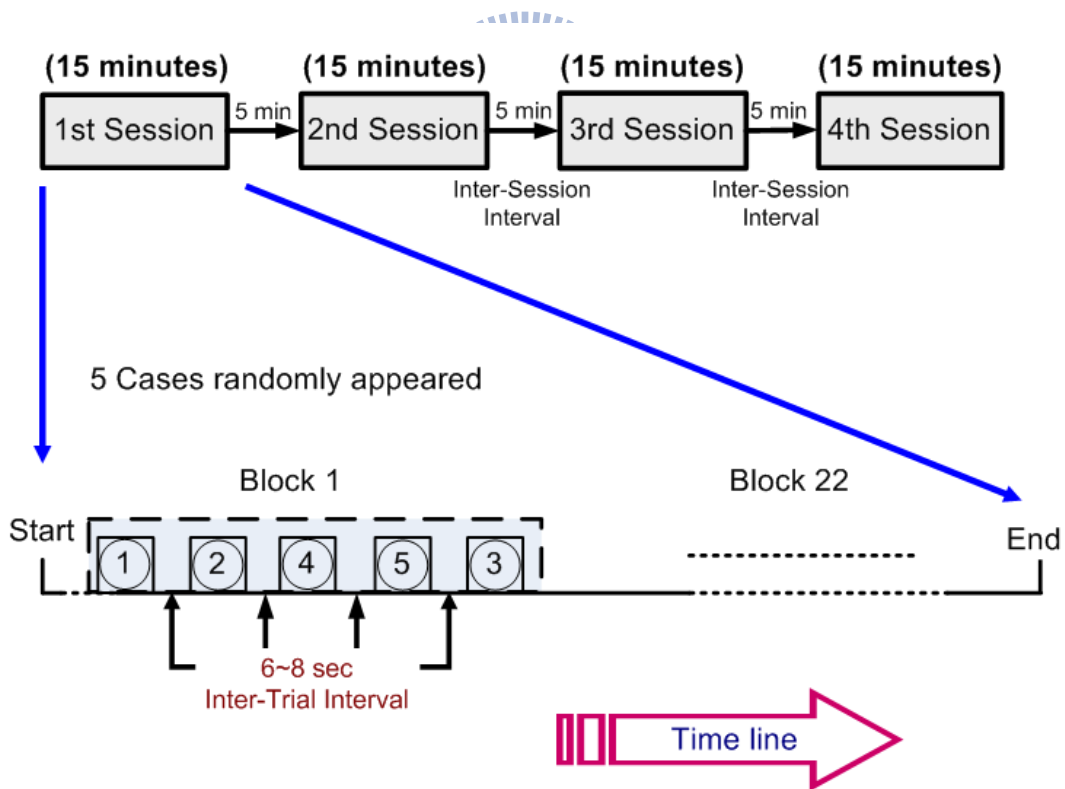 (15 minutes) (15 minutes) (15 minutes) (15 minutes)
1st Session 5 min 2nd Session 5 min 3rd Session 5 min 4th Session
Inter-Session Interval
Inter-Session Interval
5 Cases randomly appeared
Block 1 Block 22
Start End
1 2 4 5 3
6~8 sec
Inter-Trial Interval
Time line